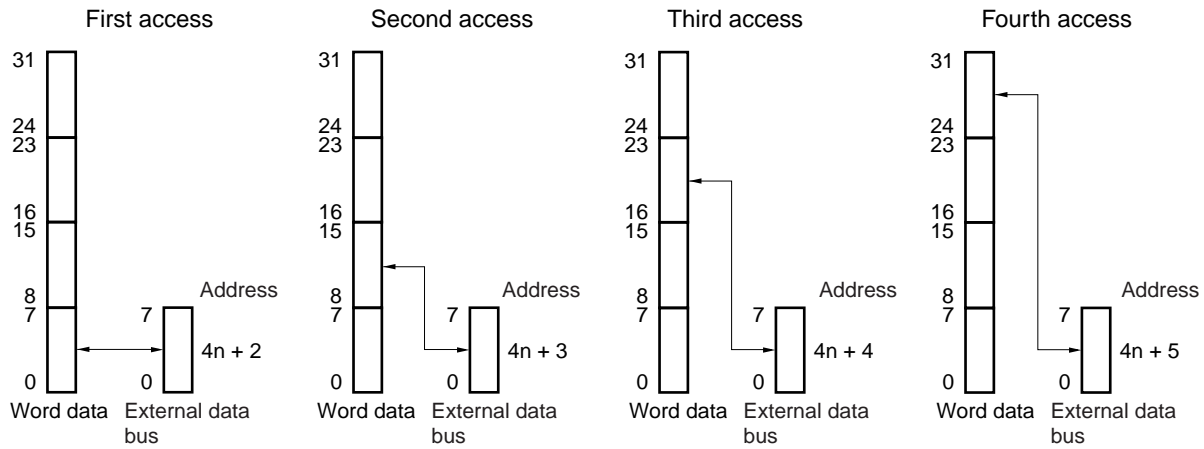 First access
31
24
23
16
15
8
7
0
Word data
Address
7
4n + 2
0
External data
bus
Second access
31
24
23
16
15
8
7
0
Word data
Address
7
4n + 3
0
External data
bus
Third access
31
24
23
16
15
8
7
0
Word data
Address
7
4n + 4
0
External data
bus
Fourth access
31
24
23
16
15
8
7
0
Word data
Address
7
4n + 5
0
External data
bus